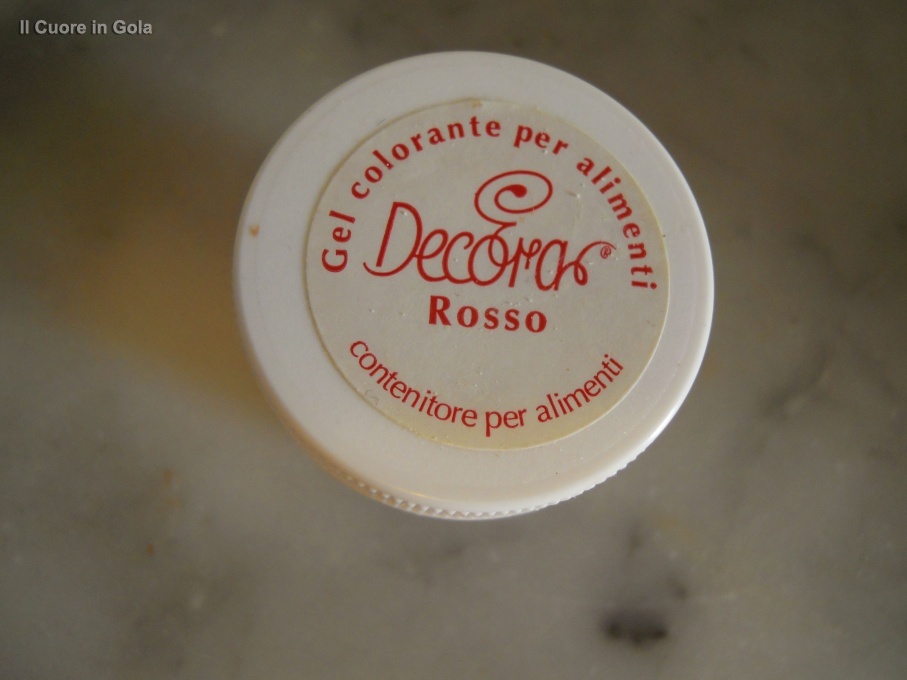 Il Cuore in Gola
Gel colorante per alimenti
Decora®
Rosso
contenitore per alimenti